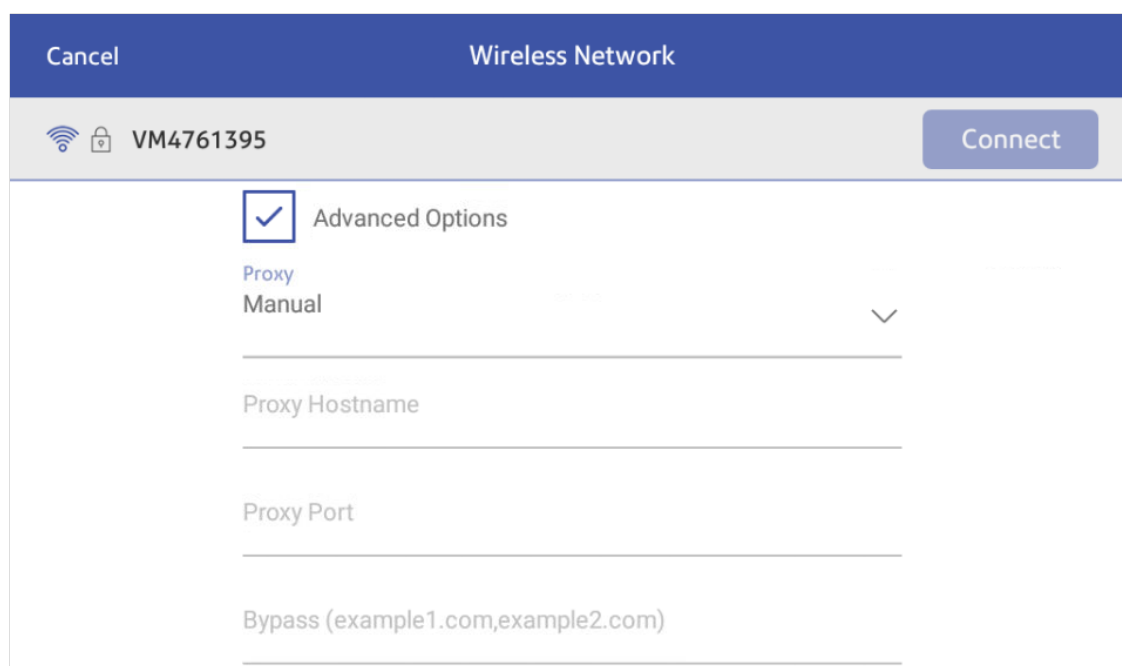 Cancel
Wireless Network
VM4761395
Connect
Advanced Options
Proxy
Manual
Proxy Hostname
Proxy Port
Bypass (example1.com,example2.com)